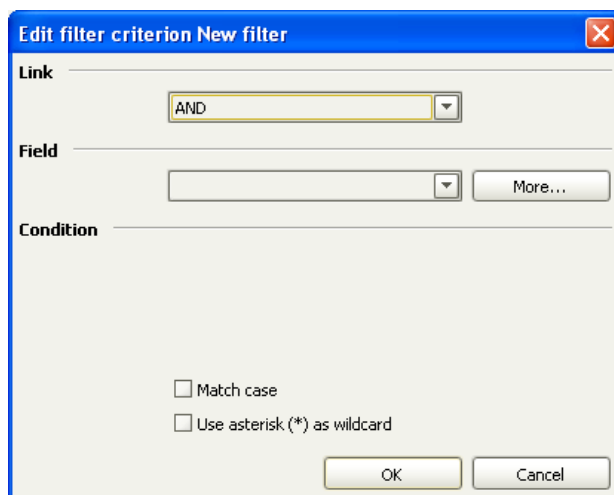 Edit filter criterion New filter
Link
AND
Field
More...
Condition
Match case
Use asterisk (*) as wildcard
OK Cancel